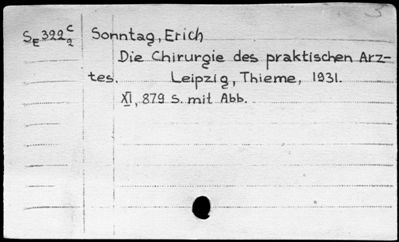 SE 322 c/2 Sonntag, Erich
Die Chirurgie des praktischen Arz-
tes. Leipzig, Thieme, 1931.
XI, 879 S. mit Abb.